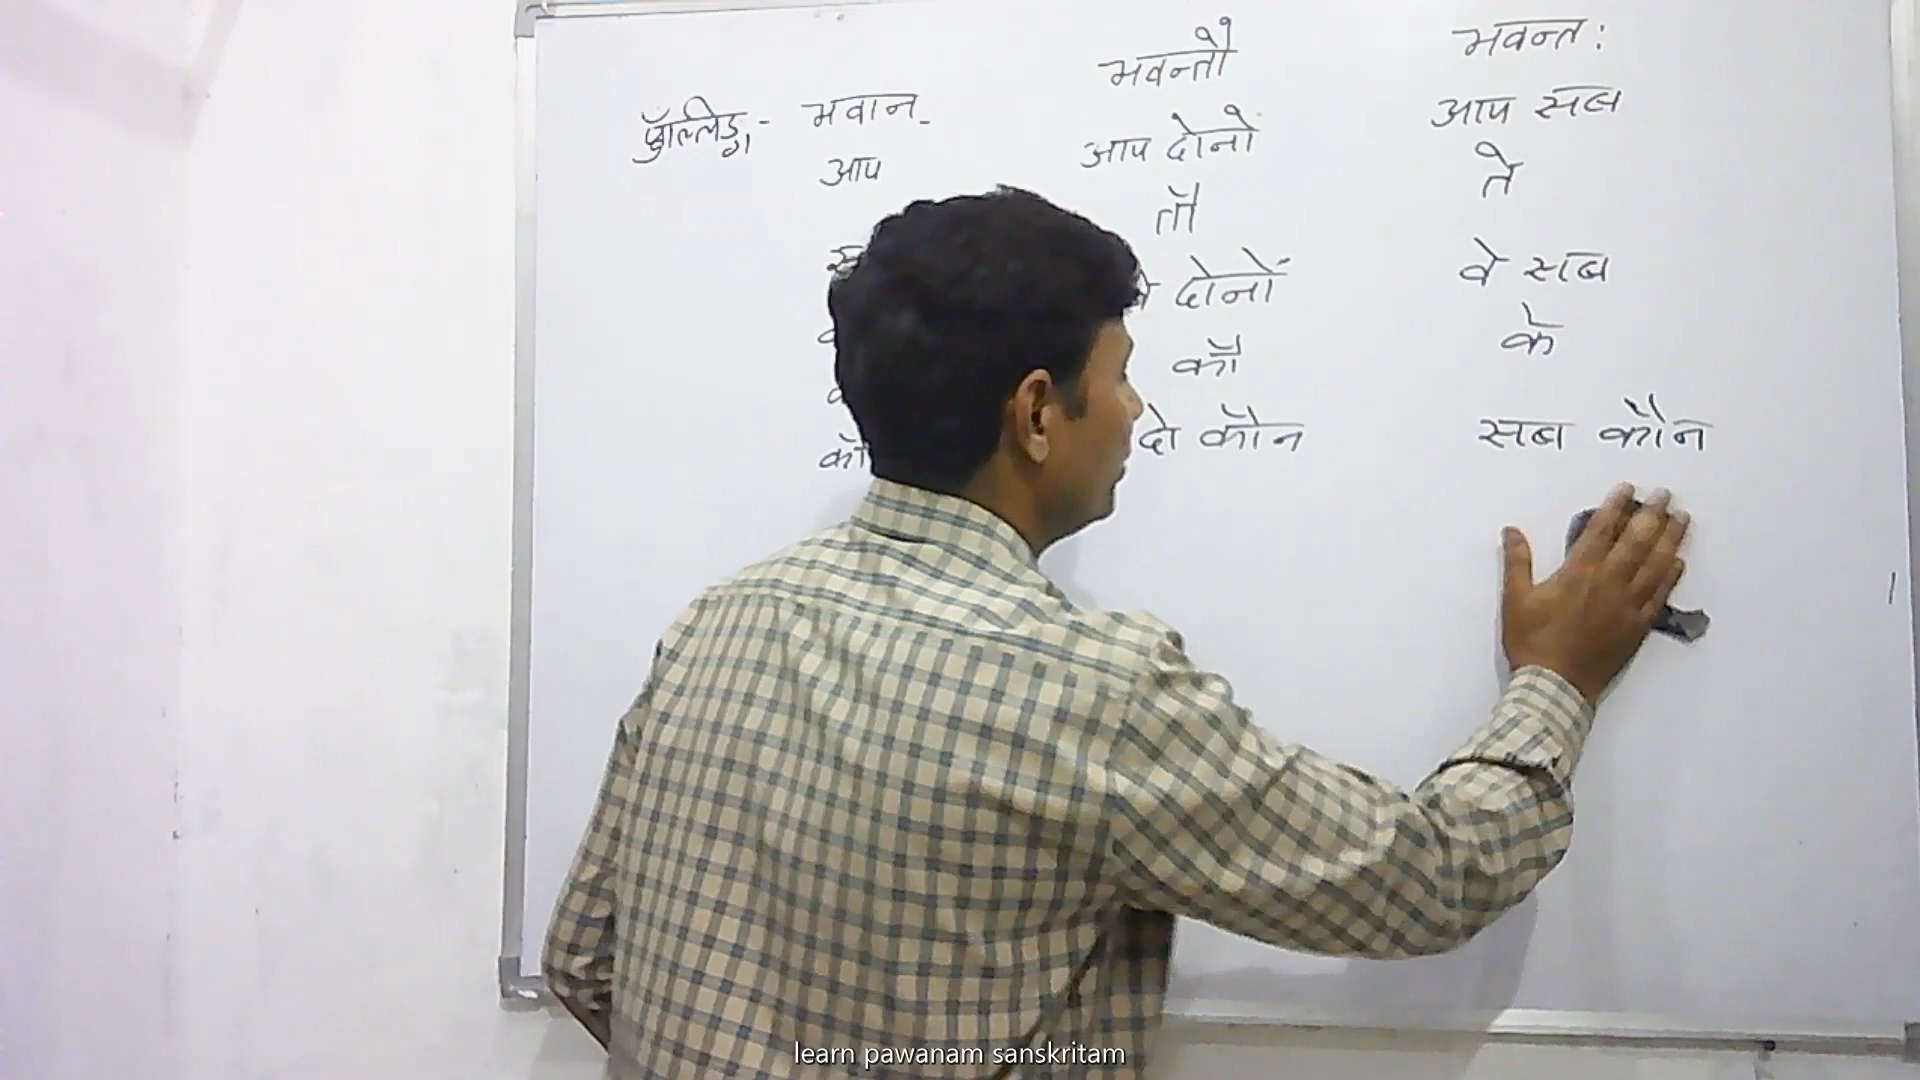 भवन्तौ भवन्तः
पुँल्लिङ्ग - भवान्
आप दोनों आप सब
आप
तौ ते
दोनों वे सब
कौ के
दो कौन सब कौन
learn pawanam sanskritam